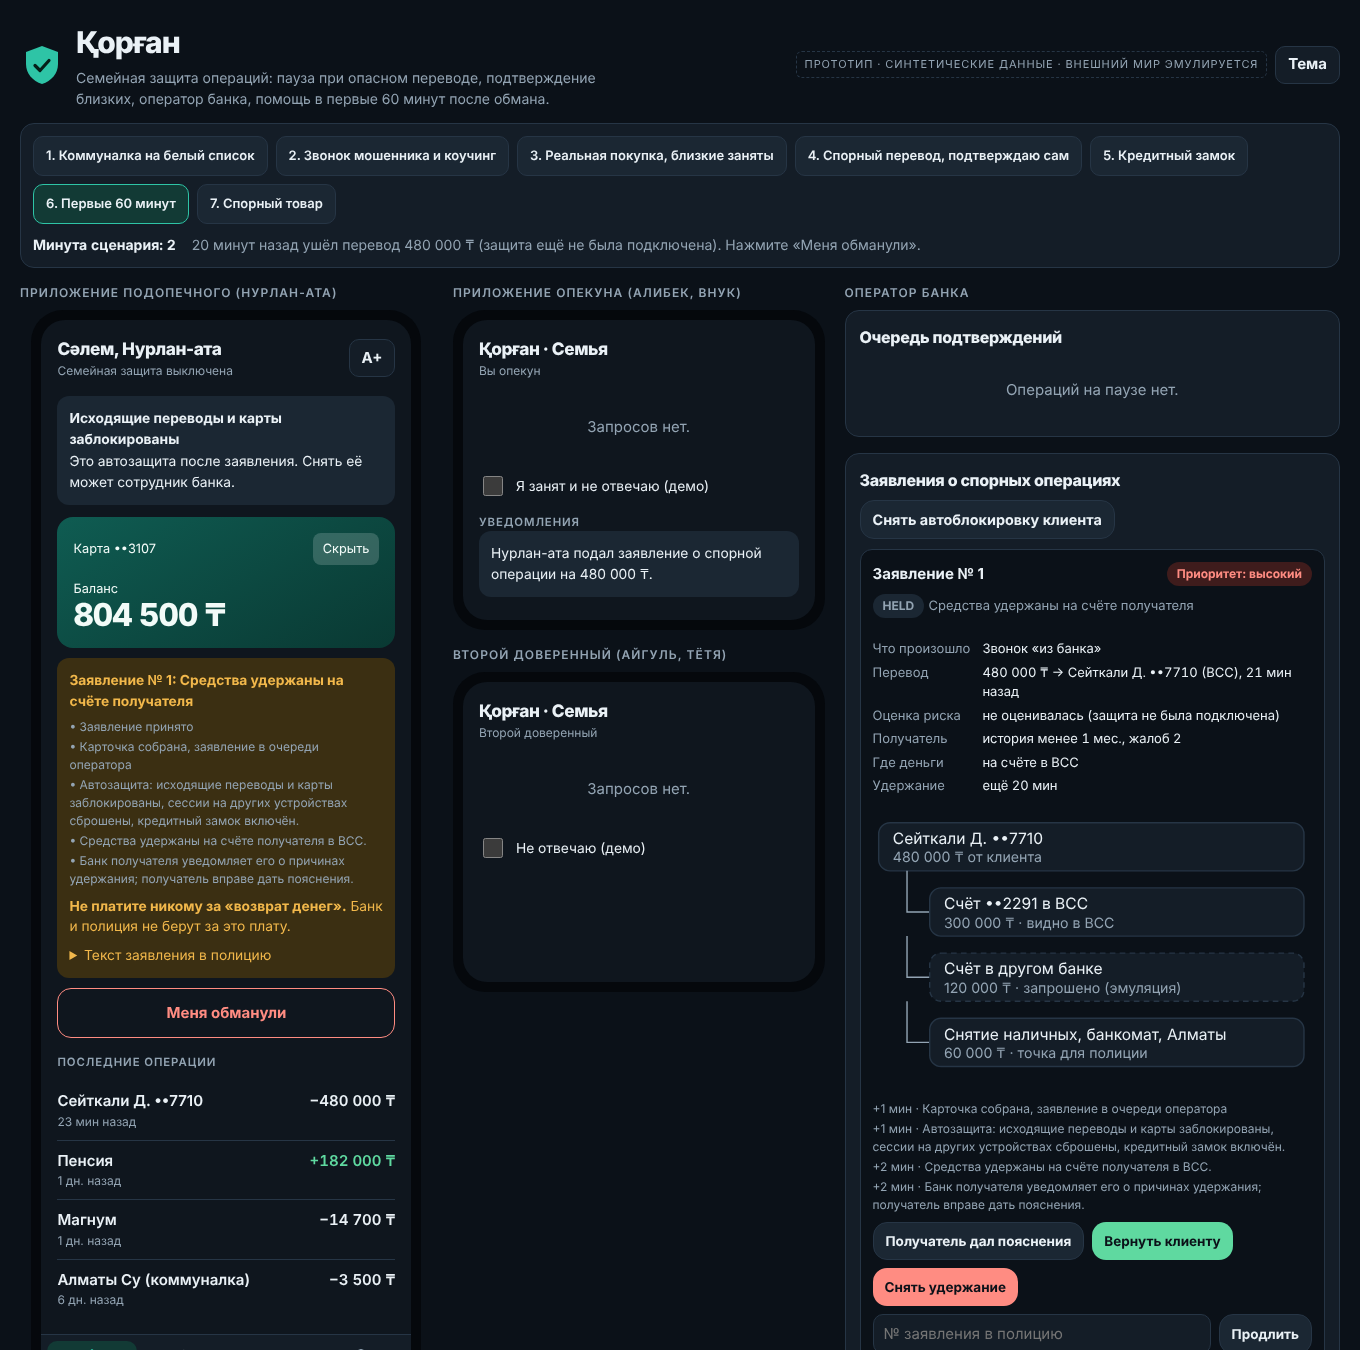 Қорған
Семейная защита операций: пауза при опасном переводе, подтверждение
близких, оператор банка, помощь в первые 60 минут после обмана.
ПРОТОТИП · СИНТЕТИЧЕСКИЕ ДАННЫЕ · ВНЕШНИЙ МИР ЭМУЛИРУЕТСЯ
Тема
1. Коммуналка на белый список
2. Звонок мошенника и коучинг
3. Реальная покупка, близкие заняты
4. Спорный перевод, подтверждаю сам
5. Кредитный замок
6. Первые 60 минут
7. Спорный товар
Минута сценария: 2 20 минут назад ушёл перевод 480 000 ₸ (защита ещё не была подключена). Нажмите «Меня обманули».
ПРИЛОЖЕНИЕ ПОДОПЕЧНОГО (НУРЛАН-АТА)
Сәлем, Нурлан-ата
Семейная защита выключена
A+
Исходящие переводы и карты
заблокированы
Это автозащита после заявления. Снять её
может сотрудник банка.
Карта ••3107
Скрыть
Баланс
804 500 ₸
Заявление № 1: Средства удержаны на
счёте получателя
• Заявление принято
• Карточка собрана, заявление в очереди
оператора
• Автозащита: исходящие переводы и карты
заблокированы, сессии на других устройствах
сброшены, кредитный замок включён.
• Средства удержаны на счёте получателя в BCC.
• Банк получателя уведомляет его о причинах
удержания; получатель вправе дать пояснения.
Не платите никому за «возврат денег». Банк
и полиция не берут за это плату.
▶ Текст заявления в полицию
Меня обманули
ПОСЛЕДНИЕ ОПЕРАЦИИ
Сейткали Д. ••7710
−480 000 ₸
23 мин назад
Пенсия
+182 000 ₸
1 дн. назад
Магнум
−14 700 ₸
1 дн. назад
Алматы Су (коммуналка)
−3 500 ₸
6 дн. назад
ПРИЛОЖЕНИЕ ОПЕКУНА (АЛИБЕК, ВНУК)
Қорған · Семья
Вы опекун
Запросов нет.
Я занят и не отвечаю (демо)
УВЕДОМЛЕНИЯ
Нурлан-ата подал заявление о спорной
операции на 480 000 ₸.
ВТОРОЙ ДОВЕРЕННЫЙ (АЙГУЛЬ, ТЁТЯ)
Қорған · Семья
Второй доверенный
Запросов нет.
Не отвечаю (демо)
ОПЕРАТОР БАНКА
Очередь подтверждений
Операций на паузе нет.
Заявления о спорных операциях
Снять автоблокировку клиента
Заявление № 1
Приоритет: высокий
HELD Средства удержаны на счёте получателя
Что произошло Звонок «из банка»
Перевод 480 000 ₸ → Сейткали Д. ••7710 (BCC), 21 мин
назад
Оценка риска не оценивалась (защита не была подключена)
Получатель история менее 1 мес., жалоб 2
Где деньги на счёте в BCC
Удержание ещё 20 мин
Сейткали Д. ••7710
480 000 ₸ от клиента
Счёт ••2291 в BCC
300 000 ₸ · видно в BCC
Счёт в другом банке
120 000 ₸ · запрошено (эмуляция)
Снятие наличных, банкомат, Алматы
60 000 ₸ · точка для полиции
+1 мин · Карточка собрана, заявление в очереди оператора
+1 мин · Автозащита: исходящие переводы и карты заблокированы,
сессии на других устройствах сброшены, кредитный замок включён.
+2 мин · Средства удержаны на счёте получателя в BCC.
+2 мин · Банк получателя уведомляет его о причинах удержания;
получатель вправе дать пояснения.
Получатель дал пояснения
Вернуть клиенту
Снять удержание
№ заявления в полицию
Продлить